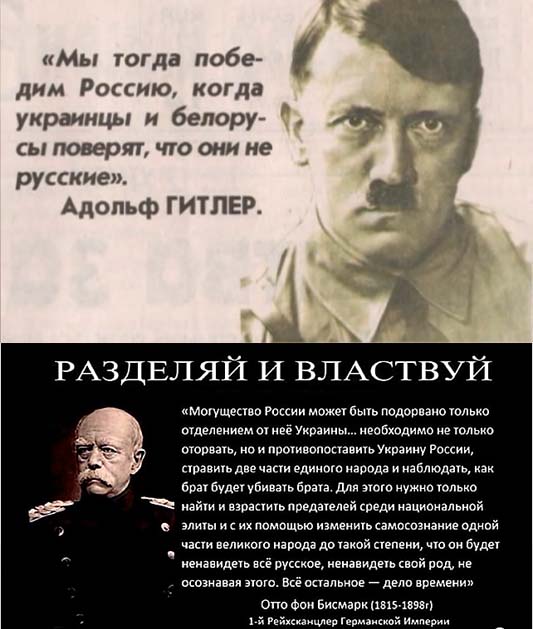 «Мы тогда побе-
дим Россию, когда
украинцы и белору-
сы поверят, что они не
русские».
Адольф ГИТЛЕР.
РАЗДЕЛЯЙ И ВЛАСТВУЙ
«Могущество России может быть подорвано только
отделением от неё Украины... необходимо не только
оторвать, но и противопоставить Украину России,
стравить две части единого народа и наблюдать, как
брат будет убивать брата. Для этого нужно только
найти и взрастить предателей среди национальной
элиты и с их помощью изменить самосознание одной
части великого народа до такой степени, что он будет
ненавидеть всё русское, ненавидеть свой род, не
осознавая этого. Всё остальное — дело времени»
Отто фон Бисмарк (1815-1898г)
1-й Рейхсканцлер Германской Империи